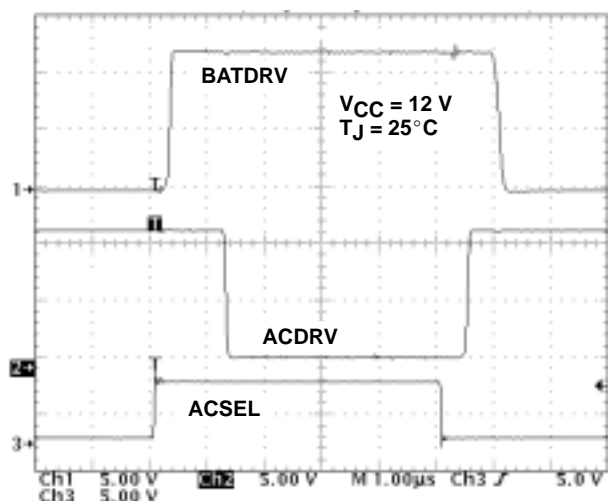 BATDRV
VCC = 12 V
TJ = 25°C
1
T
T
ACDRV
2
T
ACSEL
3
Ch1 5.00 V Ch2 5.00 V M 1.00µs Ch3 5.0 V
Ch3 5.00 V